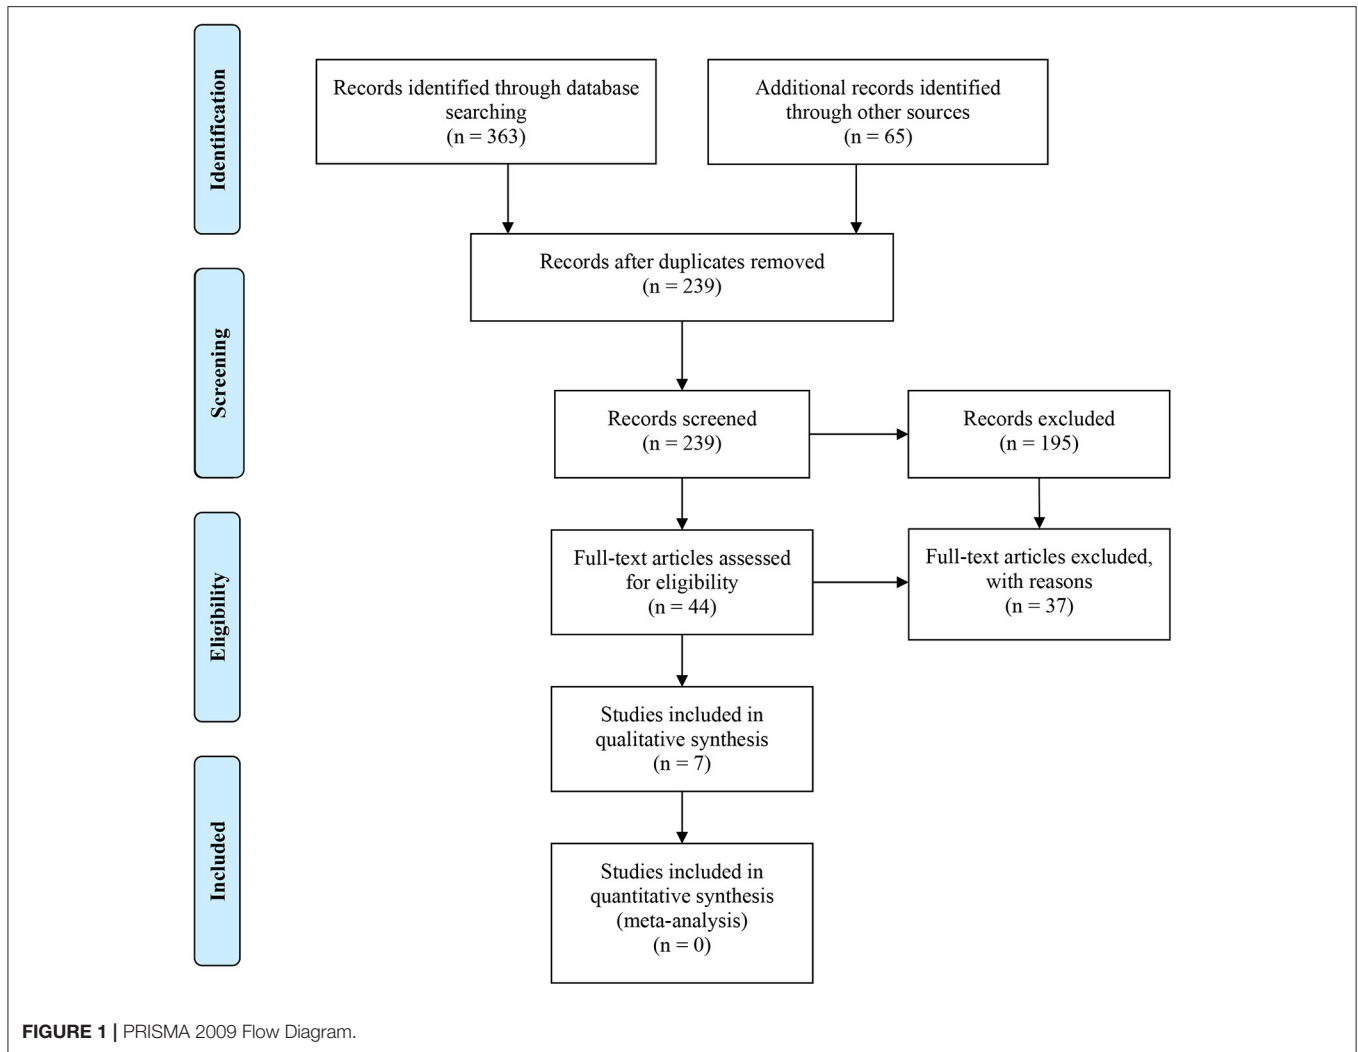 Identification
Records identified through database
searching
(n = 363)
Additional records identified
through other sources
(n = 65)
Records after duplicates removed
(n = 239)
Screening
Records screened
(n = 239)
Records excluded
(n = 195)
Eligibility
Full-text articles assessed
for eligibility
(n = 44)
Full-text articles excluded,
with reasons
(n = 37)
Studies included in
qualitative synthesis
(n = 7)
Included
Studies included in
quantitative synthesis
(meta-analysis)
(n = 0)
FIGURE 1 | PRISMA 2009 Flow Diagram.